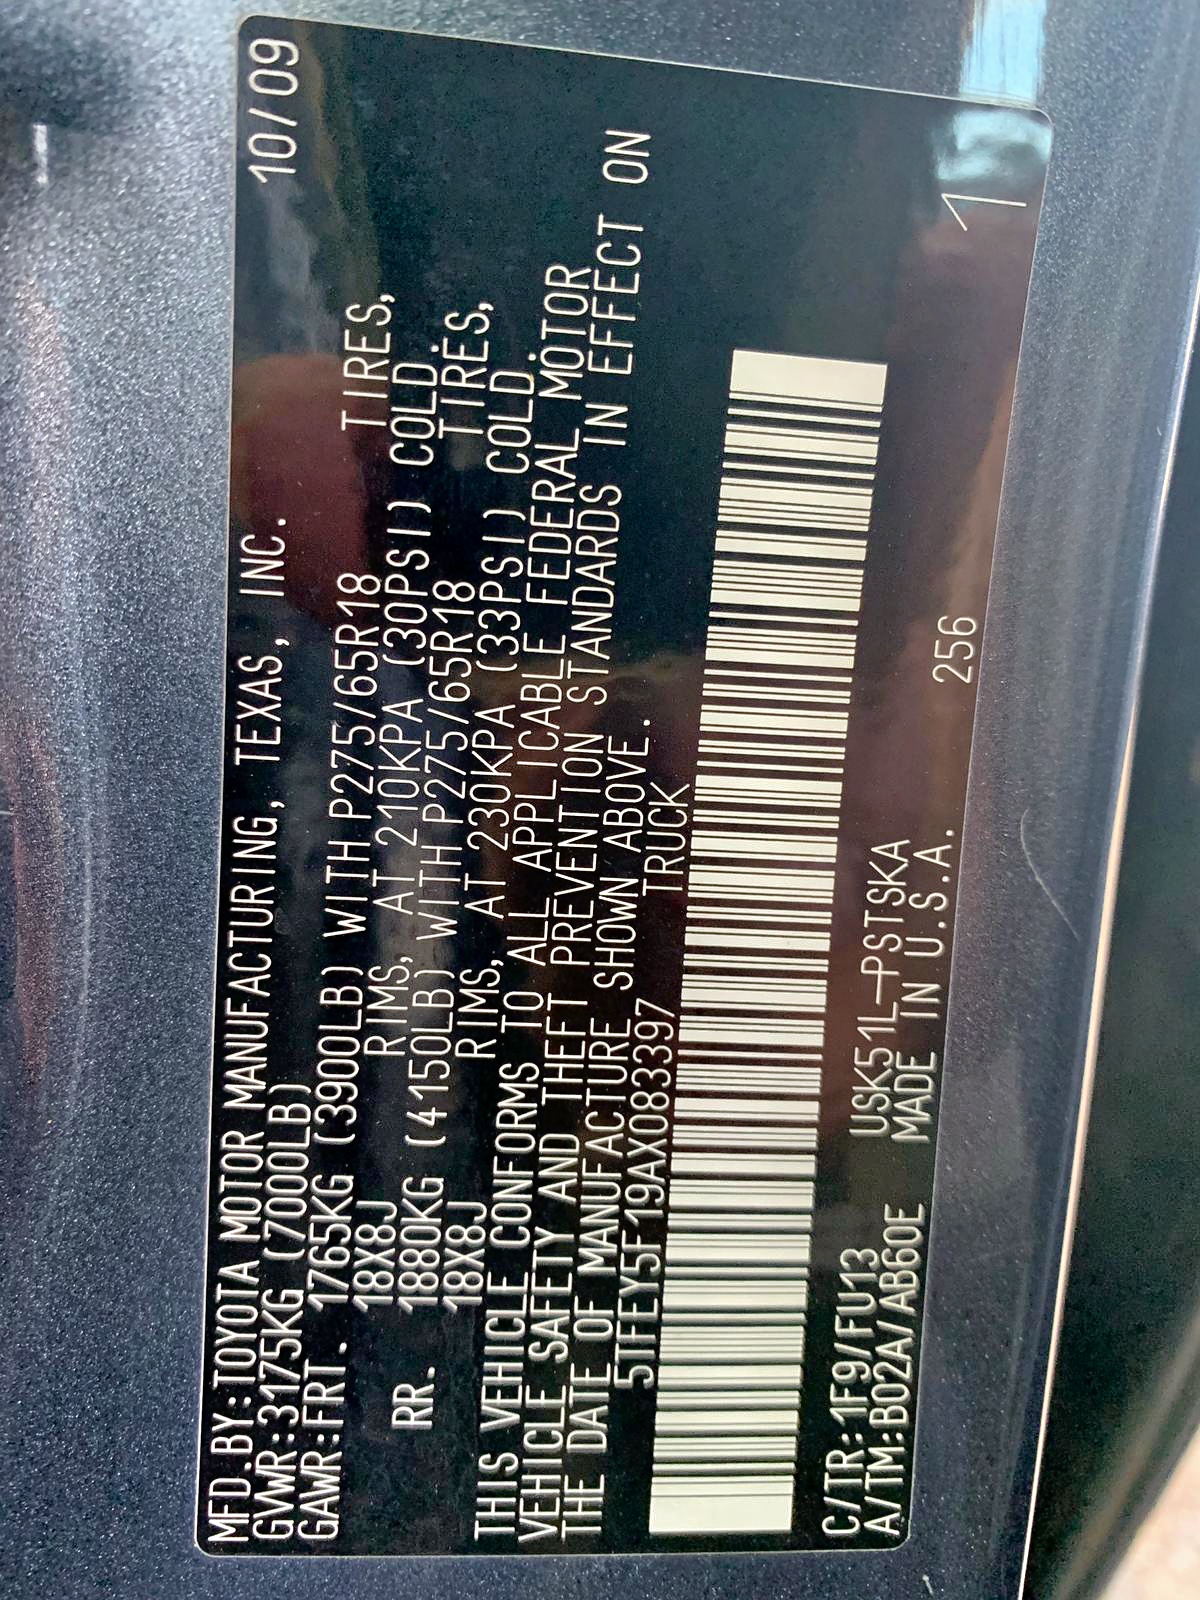 MFD.BY:TOYOTA MOTOR MANUFACTURING, TEXAS, INC. 10/09
GVWR:3175KG (7000LB)
GAWR:FRT. 1765KG (3900LB) WITH P275/65R18 TIRES,
18X8J RIMS, AT 210KPA (30PSI) COLD.
RR. 1880KG (4150LB) WITH P275/65R18 TIRES,
18X8J RIMS, AT 230KPA (33PSI) COLD.
THIS VEHICLE CONFORMS TO ALL APPLICABLE FEDERAL MOTOR
VEHICLE SAFETY AND THEFT PREVENTION STANDARDS IN EFFECT ON
THE DATE OF MANUFACTURE SHOWN ABOVE.
5TFEY5F19AX083397 TRUCK
C/TR:1F9/FU13 USK51L-PSTSKA
A/TM:B02A/AB60E MADE IN U.S.A. 256 1